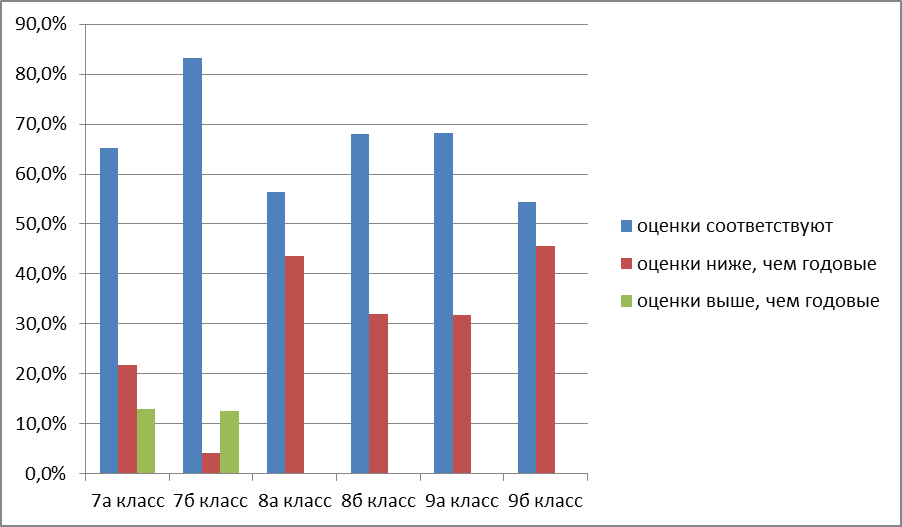 90,0%
80,0%
70,0%
60,0%
50,0%
40,0%
30,0%
20,0%
10,0%
0,0%
7а класс 7б класс 8а класс 8б класс 9а класс 9б класс
оценки соответствуют
оценки ниже, чем годовые
оценки выше, чем годовые